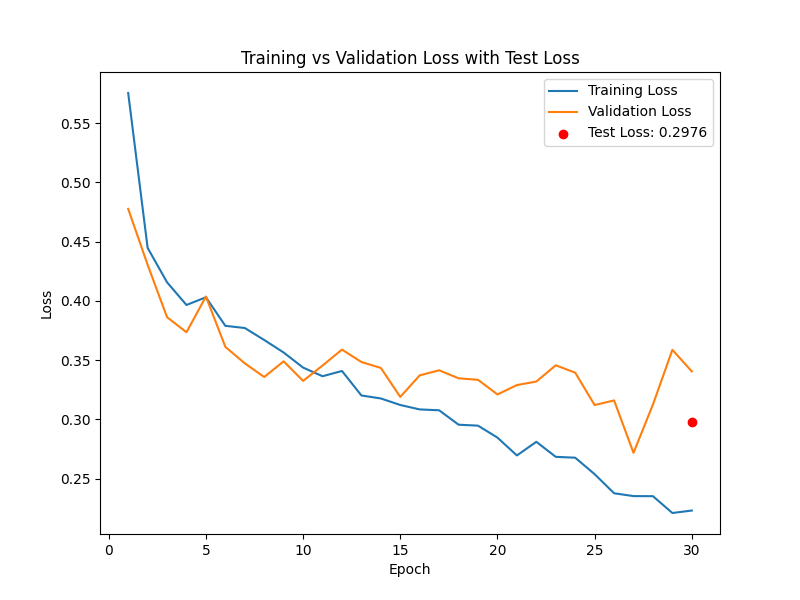 Training vs Validation Loss with Test Loss
Training Loss
Validation Loss
Test Loss: 0.2976
Loss
0.55
0.50
0.45
0.40
0.35
0.30
0.25
0 5 10 15 20 25 30
Epoch